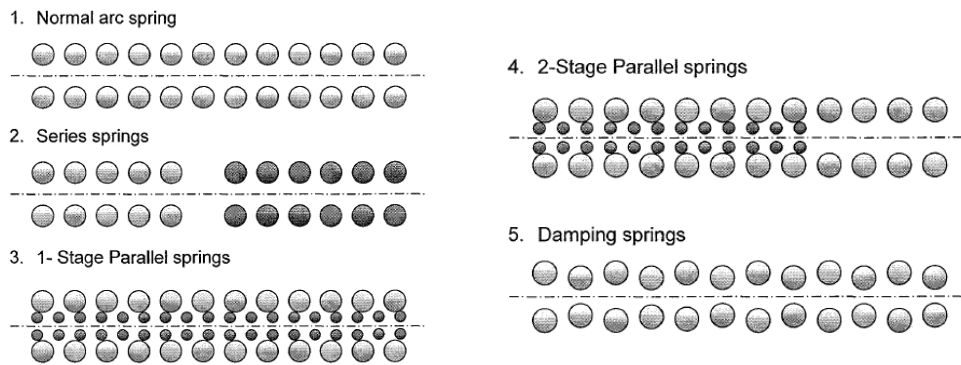 1. Normal arc spring
2. Series springs
3. 1- Stage Parallel springs
4. 2-Stage Parallel springs
5. Damping springs